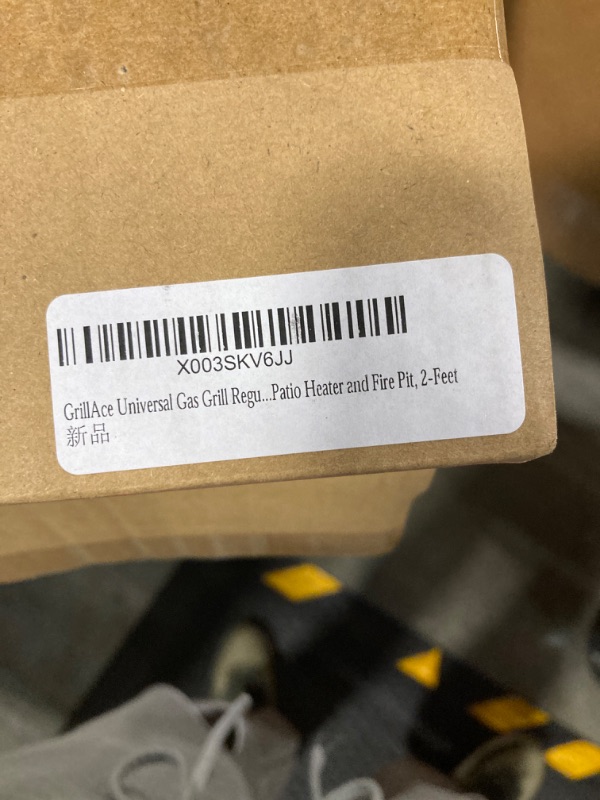 X003SKV6JJ
GrillAce Universal Gas Grill Regu...Patio Heater and Fire Pit, 2-Feet
新品